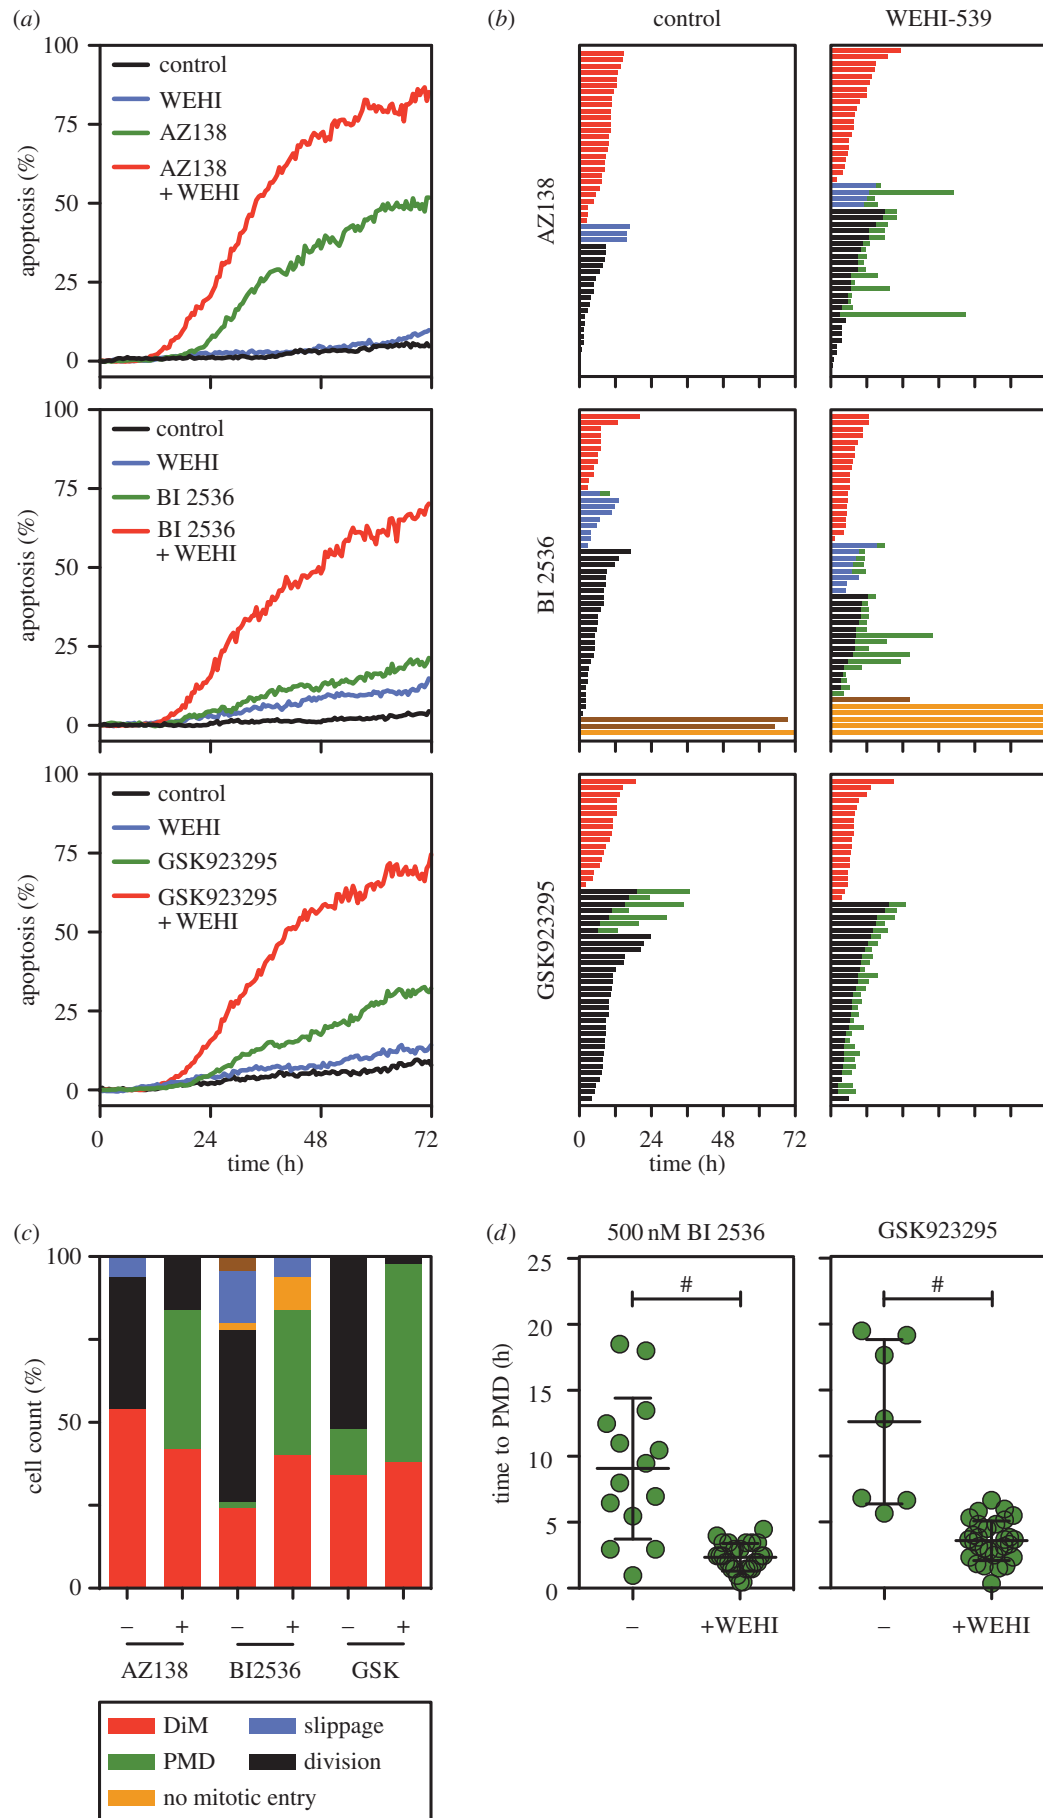 (a)
(b)
control
WEHI-539
100
75
50
25
0
apoptosis (%)
control
WEHI
AZ138
AZ138
+ WEHI
AZ138
100
75
50
25
0
apoptosis (%)
control
WEHI
BI 2536
BI 2536
+ WEHI
BI 2536
100
75
50
25
0
apoptosis (%)
control
WEHI
GSK923295
GSK923295
+ WEHI
GSK923295
0
24
48
72
time (h)
0
24
48
72
time (h)
(c)
100
50
0
cell count (%)
– + – + – +
AZ138 BI2536 GSK
DiM
slippage
PMD
division
no mitotic entry
(d)
500 nM BI 2536
GSK923295
25
20
15
10
5
0
time to PMD (h)
#
#
– +WEHI
– +WEHI